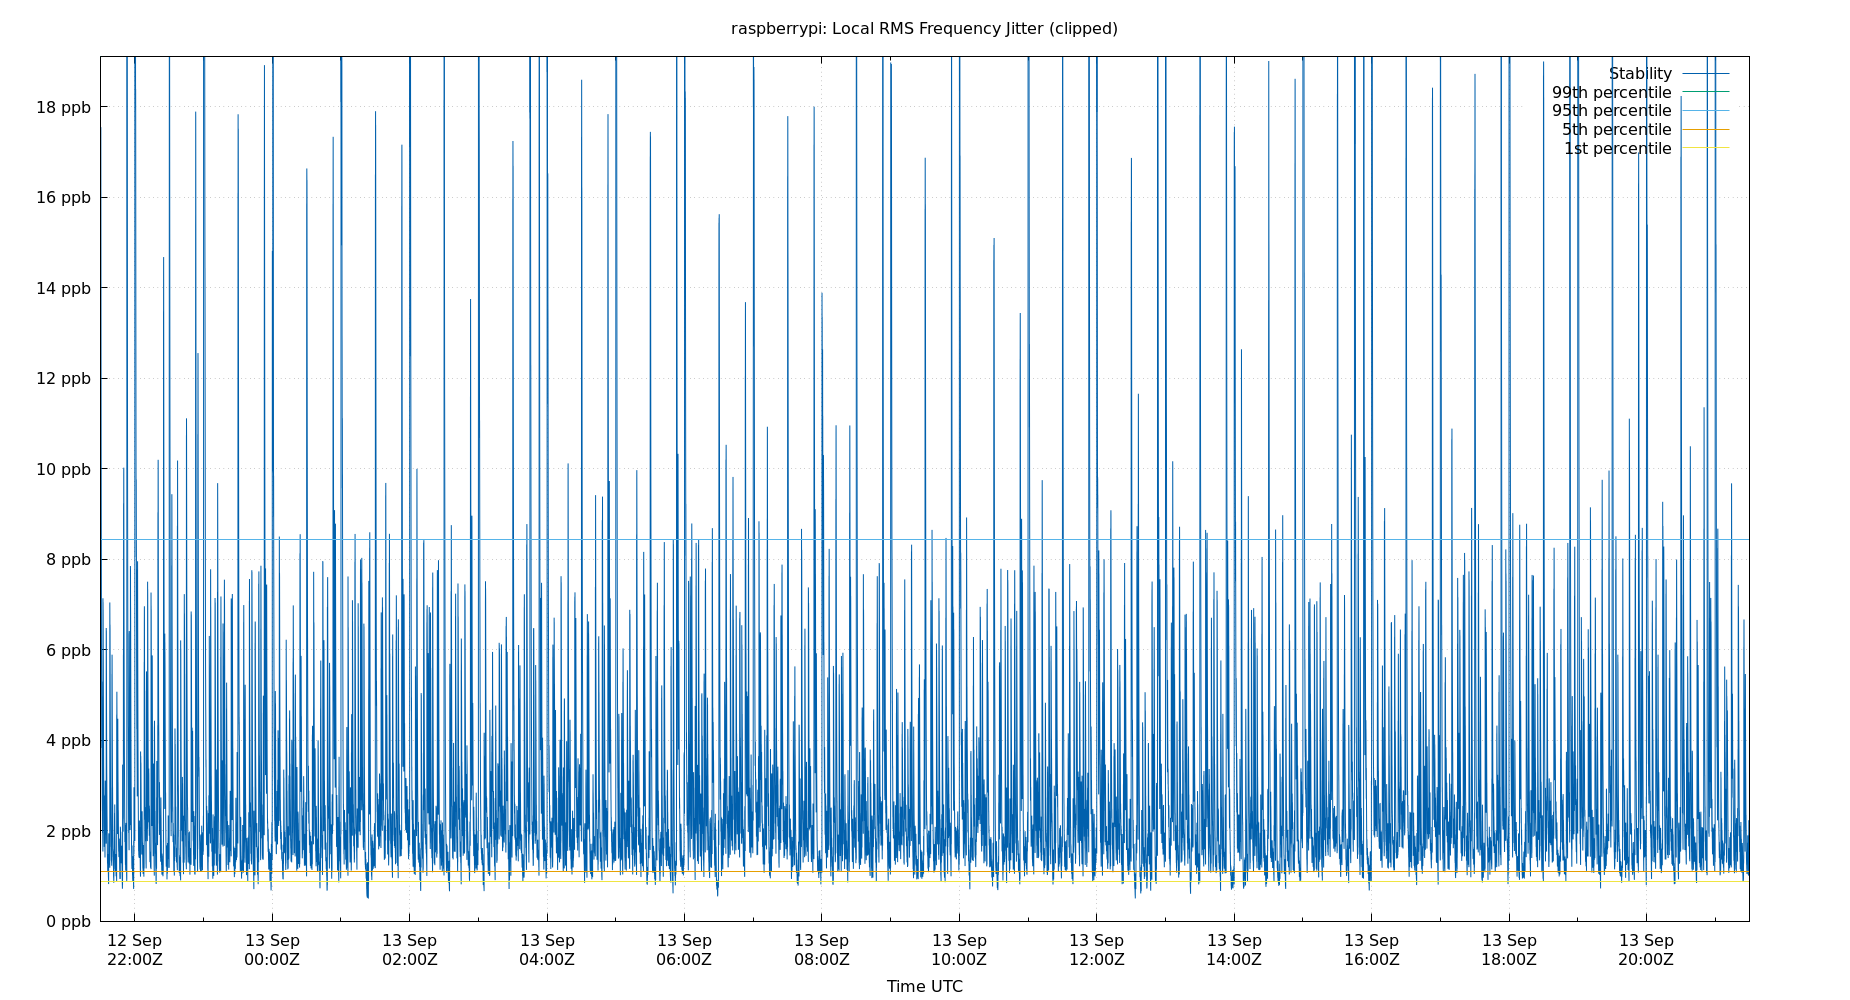 raspberrypi: Local RMS Frequency Jitter (clipped)
Stability
99th percentile
95th percentile
5th percentile
1st percentile
18 ppb
16 ppb
14 ppb
12 ppb
10 ppb
8 ppb
6 ppb
4 ppb
2 ppb
0 ppb
12 Sep 13 Sep 13 Sep 13 Sep 13 Sep 13 Sep 13 Sep 13 Sep 13 Sep 13 Sep 13 Sep 13 Sep
22:00Z 00:00Z 02:00Z 04:00Z 06:00Z 08:00Z 10:00Z 12:00Z 14:00Z 16:00Z 18:00Z 20:00Z
Time UTC